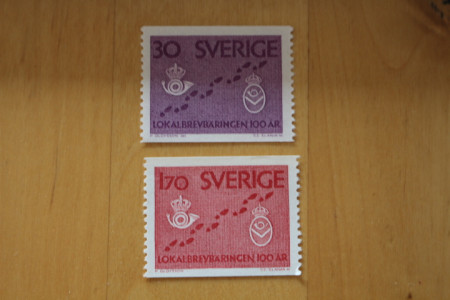 30 SVERIGE
LOKALBREVBÄRINGEN 100 ÅR
170 SVERIGE
LOKALBREVBÄRINGEN 100 ÅR